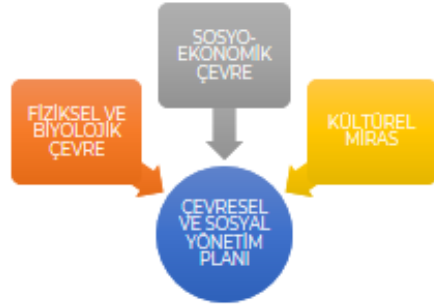 SOSYO-
EKONOMİK
ÇEVRE
FİZİKSEL VE
BİYOLOJİK
ÇEVRE
KÜLTÜREL
MİRAS
ÇEVRESEL
VE SOSYAL
YÖNETİM
PLANI